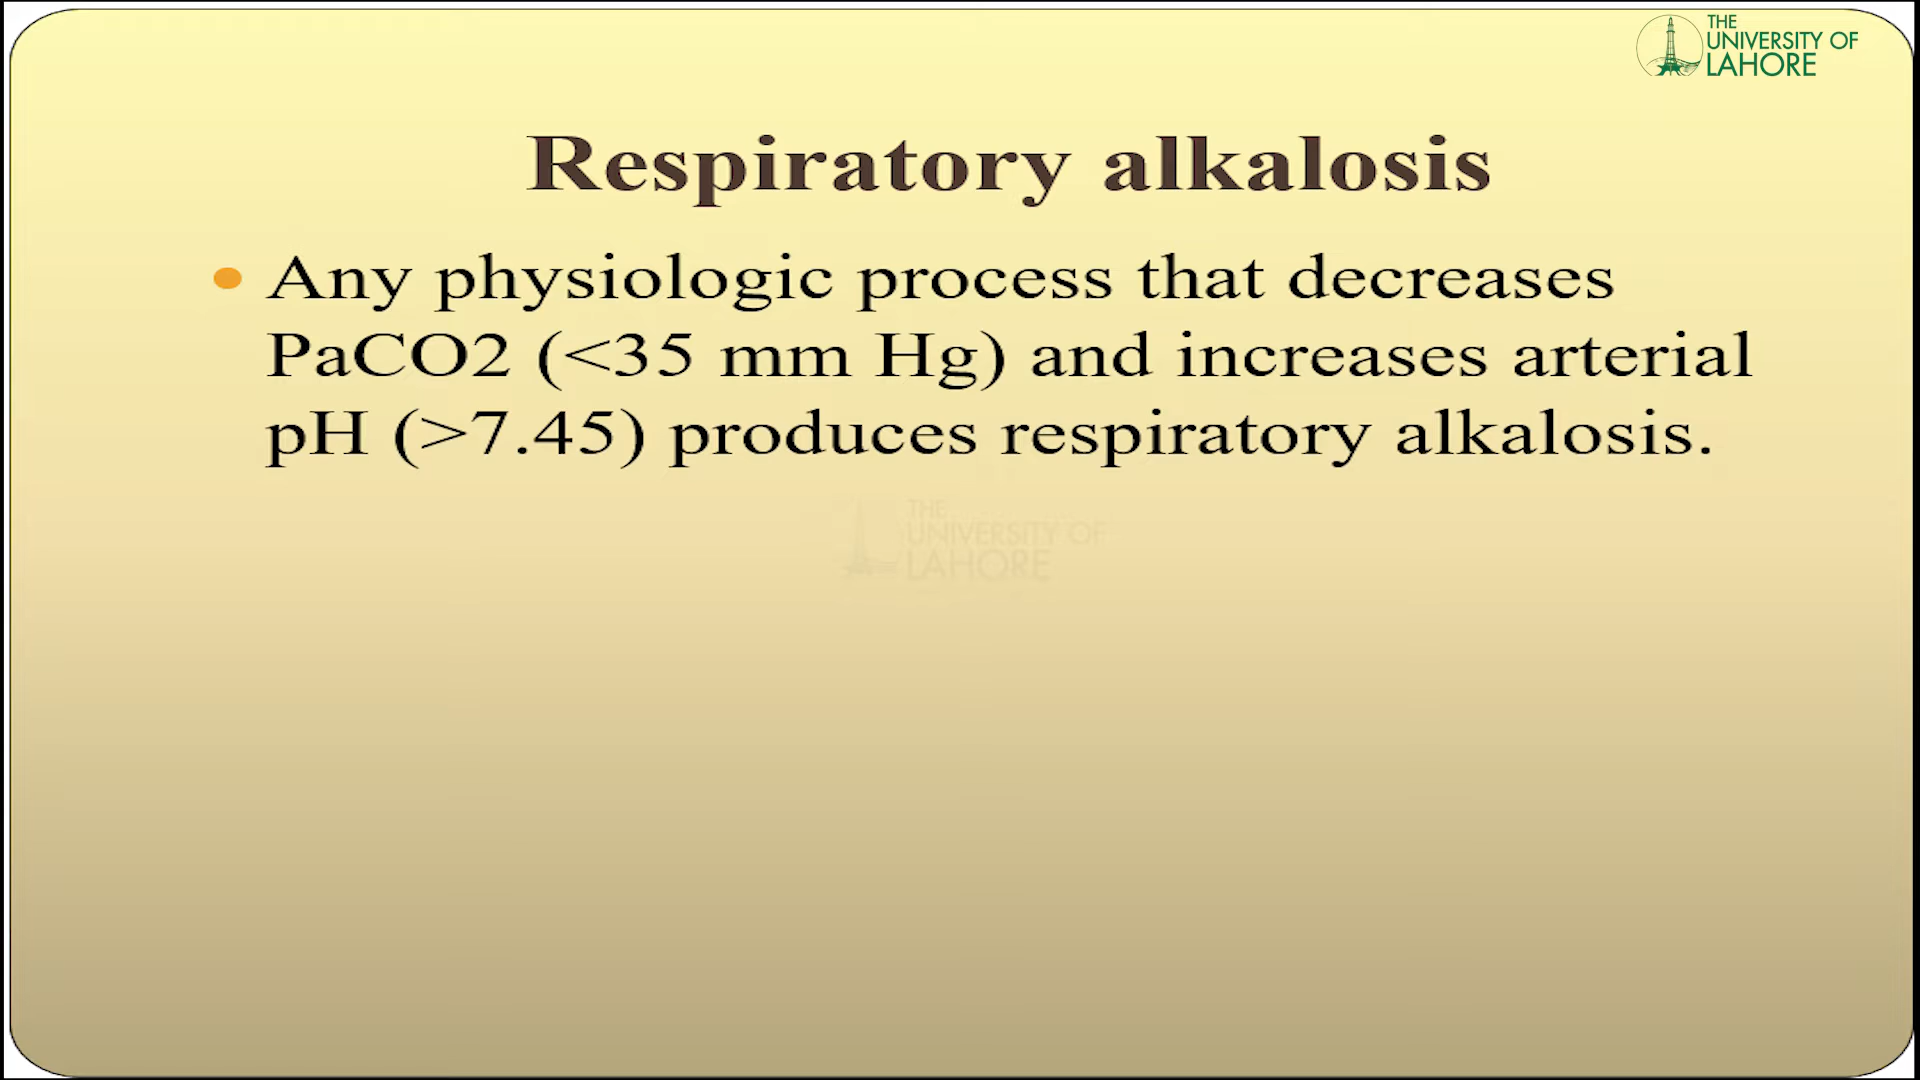 THE
UNIVERSITY OF
LAHORE
Respiratory alkalosis
• Any physiologic process that decreases
PaCO2 (<35 mm Hg) and increases arterial
pH (>7.45) produces respiratory alkalosis.
THE
UNIVERSITY OF
LAHORE